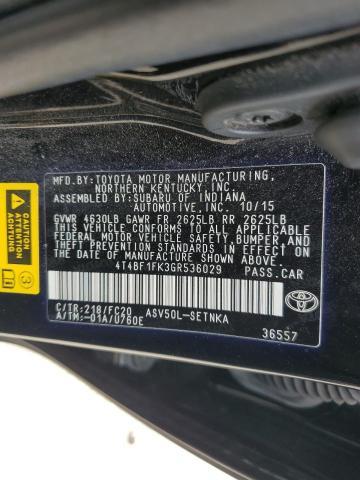 MFD.BY:TOYOTA MOTOR MANUFACTURING,
NORTHERN KENTUCKY,INC.
ASSEMBLED BY:SUBARU OF INDIANA
AUTOMOTIVE,INC. 10/15
GVWR 4630LB GAWR FR 2625LB RR 2625LB
THIS VEHICLE CONFORMS TO ALL APPLICABLE
FEDERAL MOTOR VEHICLE SAFETY,BUMPER,AND
THEFT PREVENTION STANDARDS IN EFFECT ON
THE DATE OF MANUFACTURE SHOWN ABOVE.
4T4BF1FK3GR536029 PASS.CAR
C/TR:218/FC20 ASV50L-SETNKA
A/TM:-01A/U760E
36557
TOYOTA
CAUTION
ATTENTION